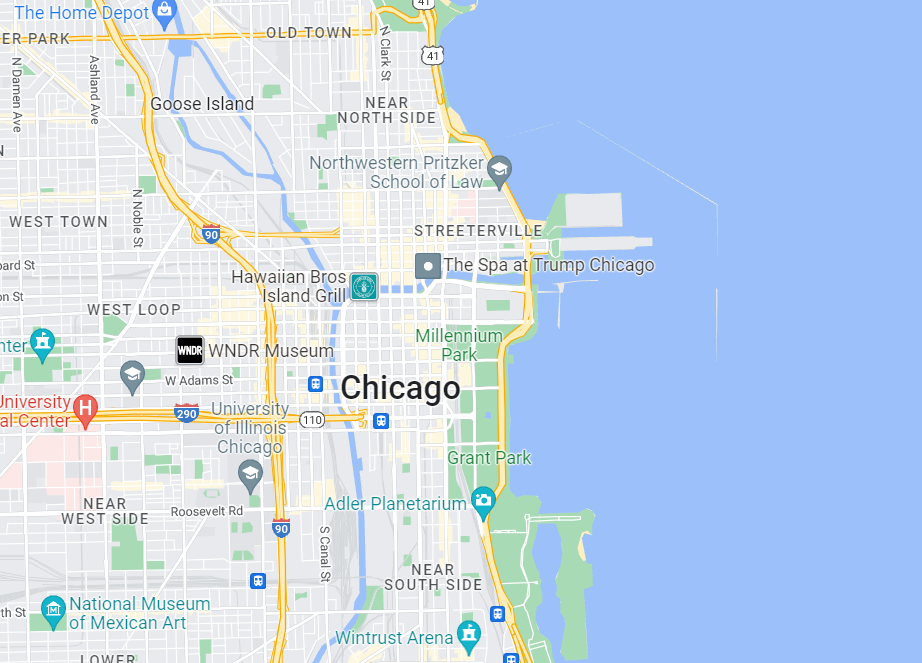 41
The Home Depot
ER PARK
OLD TOWN
N Clark St
41
N Damen Ave
Ashland Ave
Goose Island
NEAR
NORTH SIDE
N
Northwestern Pritzker
School of Law
N Noble St
WEST TOWN
90
STREETERVILLE
ard St
The Spa at Trump Chicago
Hawaiian Bros
Island Grill
on St
WEST LOOP
Millennium
Park
nter
WNDR
WNDR Museum
W Adams St
Chicago
University
al Center
H
290
University
of Illinois
Chicago
110
Grant Park
Adler Planetarium
NEAR
WEST SIDE
Roosevelt Rd
90
S Canal St
NEAR
SOUTH SIDE
th St
National Museum
of Mexican Art
Wintrust Arena
LOWER